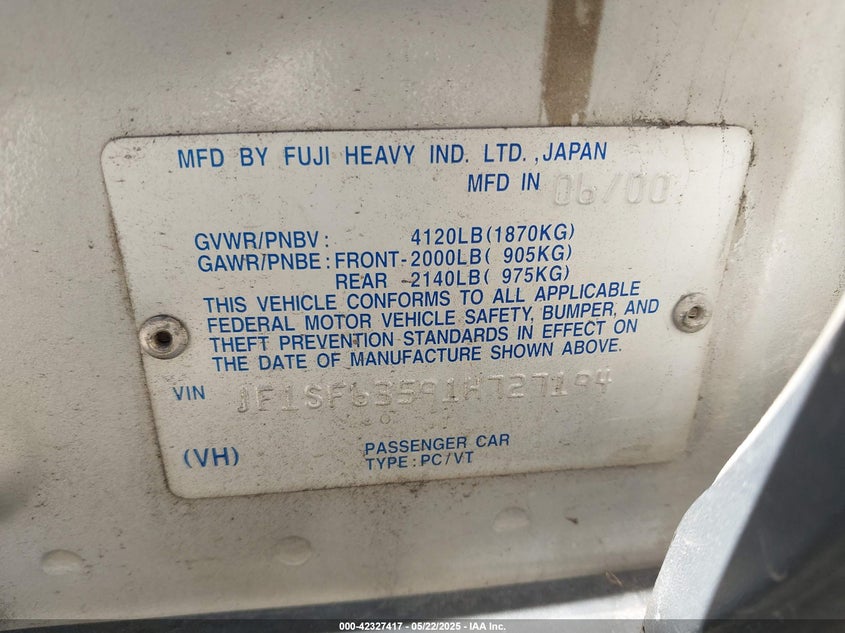 MFD BY FUJI HEAVY IND. LTD., JAPAN
MFD IN 06/00
GVWR/PNBV: 4120LB(1870KG)
GAWR/PNBE: FRONT-2000LB( 905KG)
REAR -2140LB( 975KG)
THIS VEHICLE CONFORMS TO ALL APPLICABLE
FEDERAL MOTOR VEHICLE SAFETY, BUMPER, AND
THEFT PREVENTION STANDARDS IN EFFECT ON
THE DATE OF MANUFACTURE SHOWN ABOVE.
VIN JF1SF63591H727194
(VH) PASSENGER CAR
TYPE: PC/VT
000-42327417 - 05/22/2025 - IAA Inc.